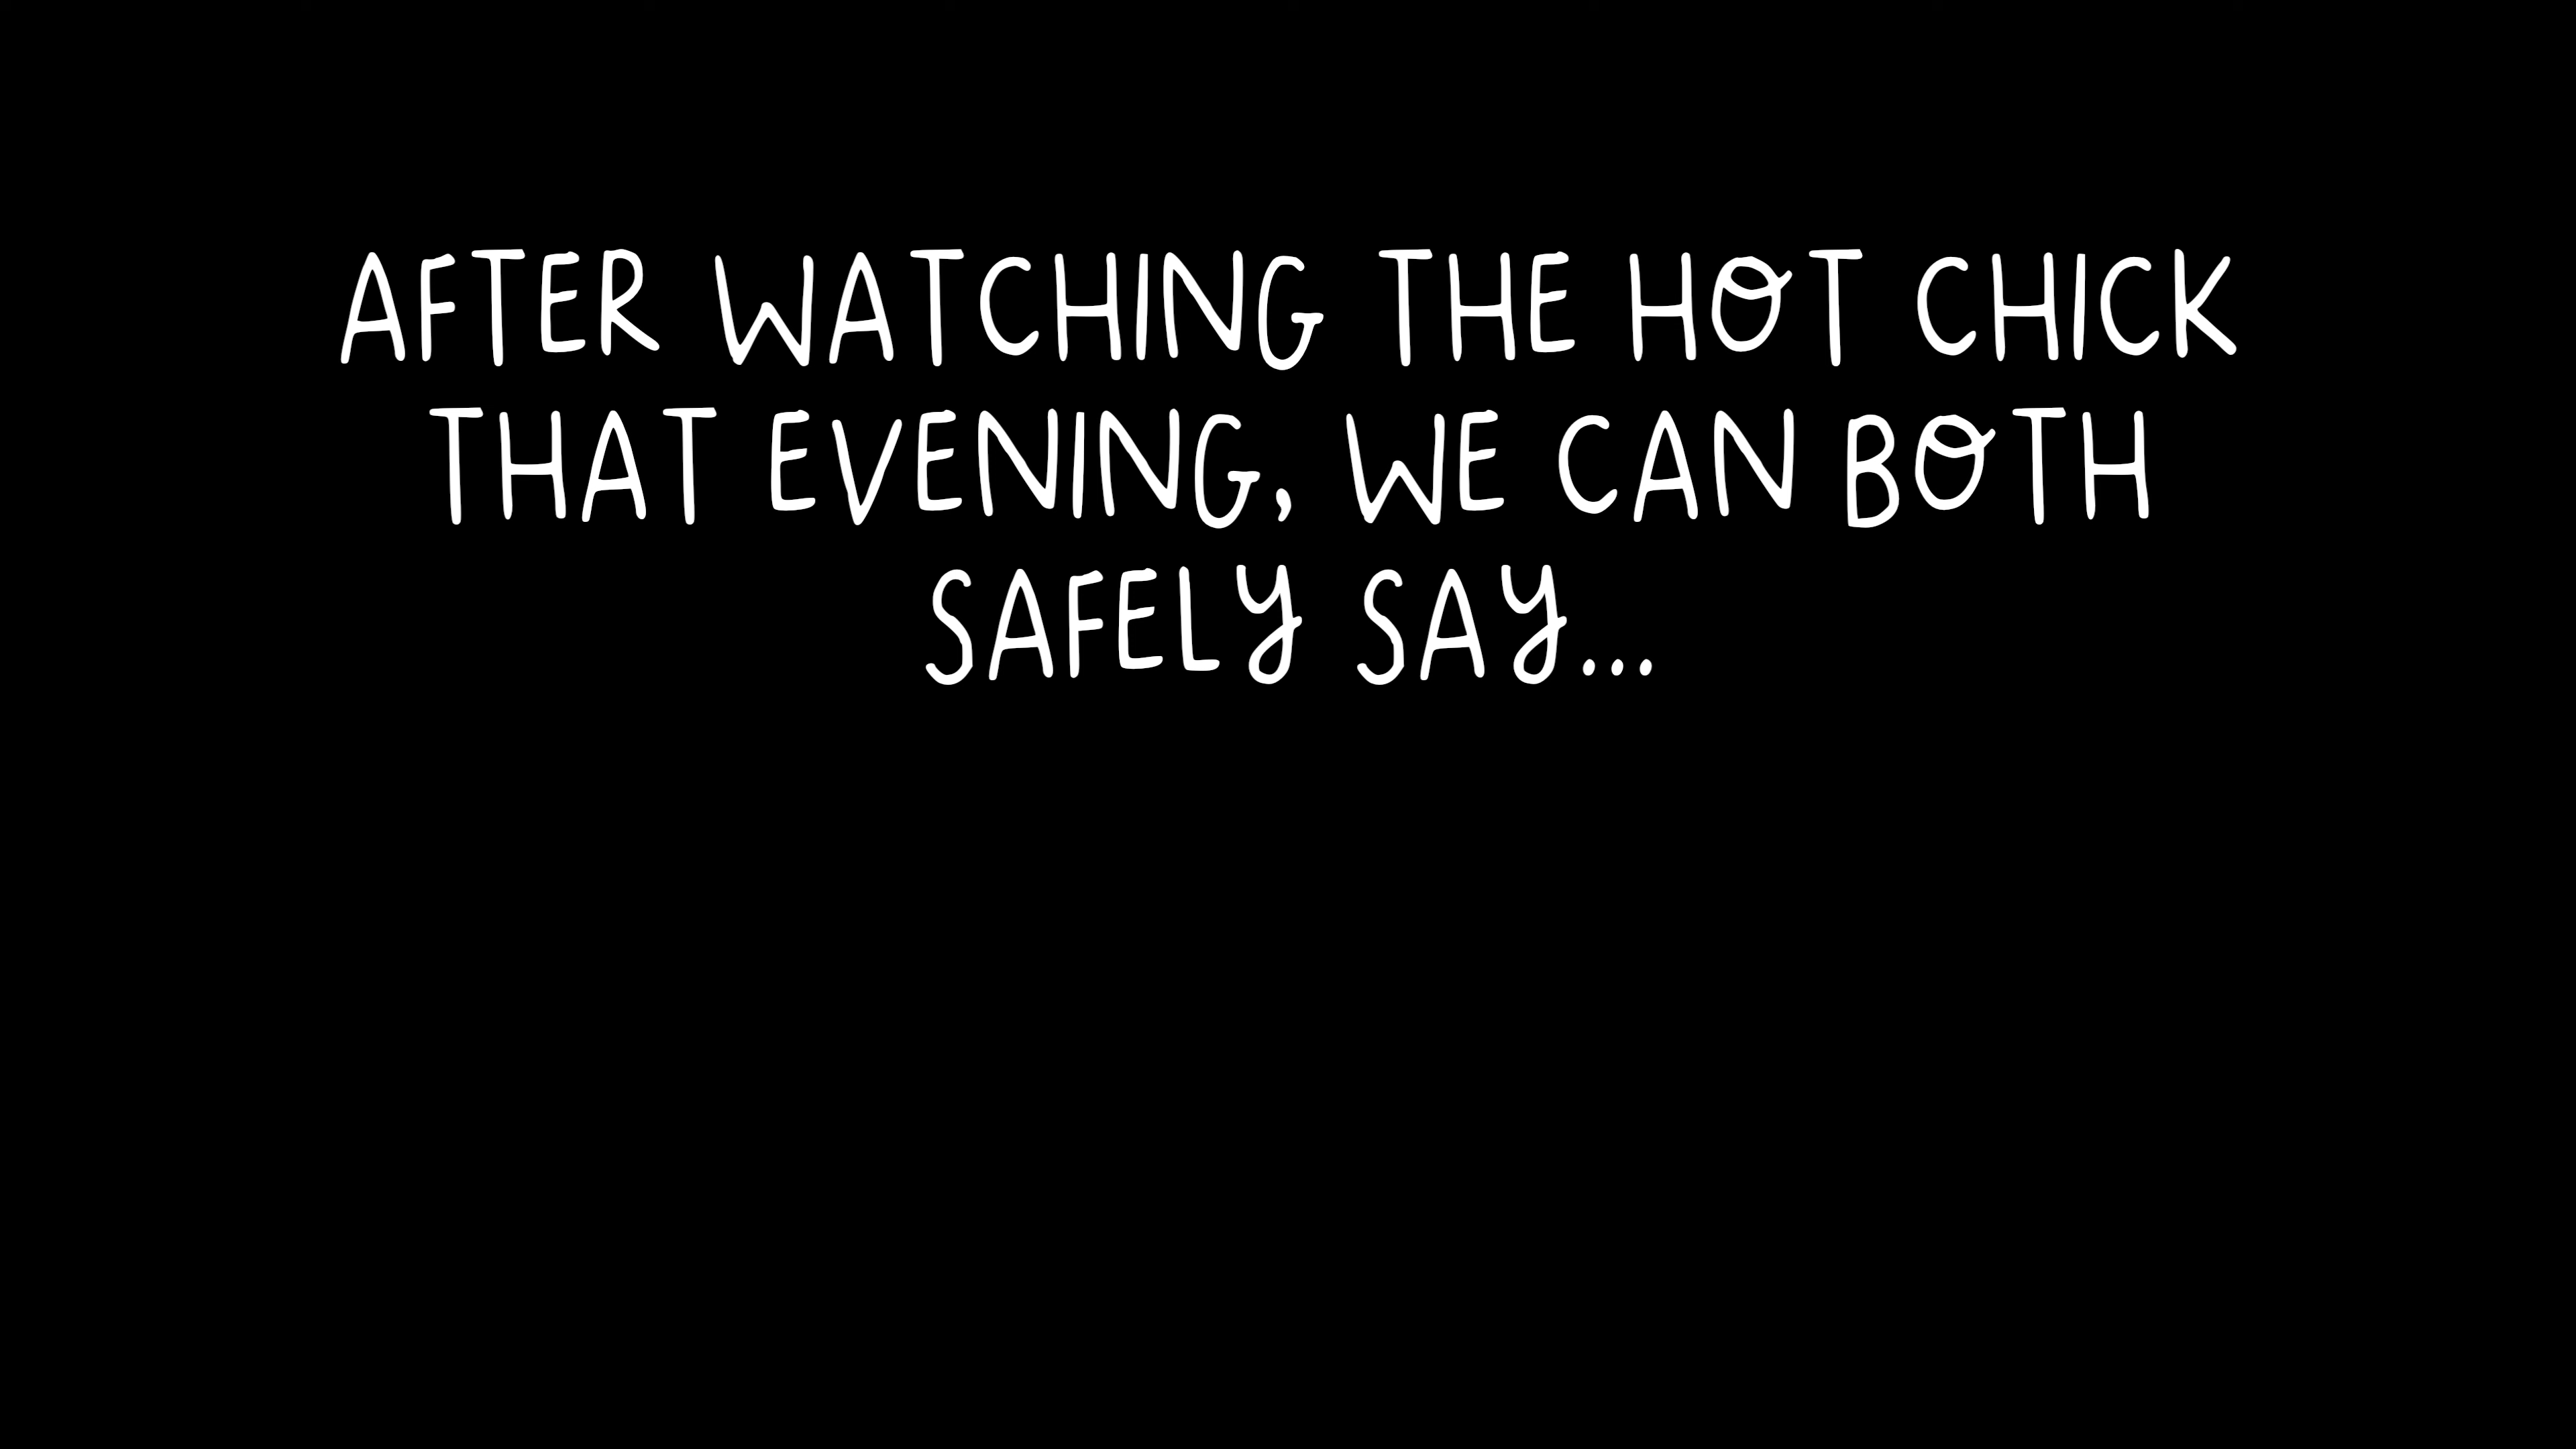 AFTER WATCHING THE HOT CHICK
THAT EVENING, WE CAN BOTH
SAFELY SAY...